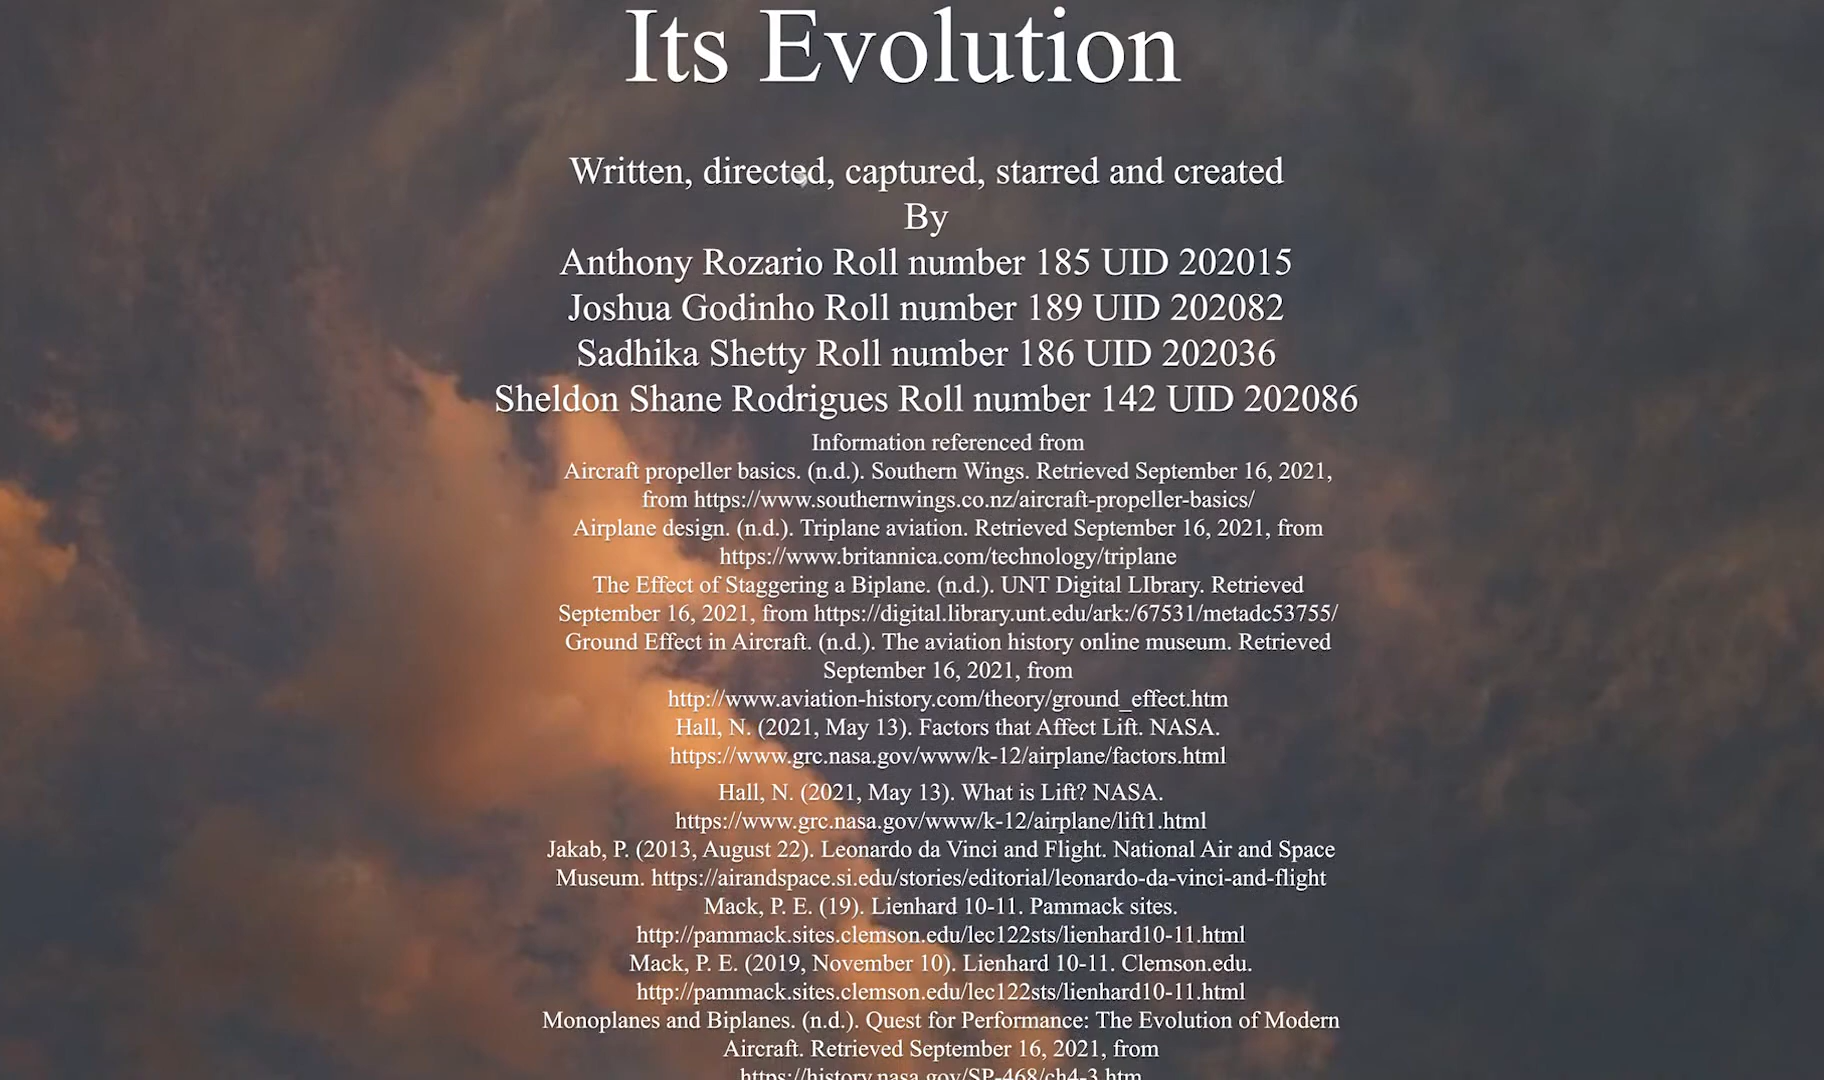 Its Evolution
Written, directed, captured, starred and created
By
Anthony Rozario Roll number 185 UID 202015
Joshua Godinho Roll number 189 UID 202082
Sadhika Shetty Roll number 186 UID 202036
Sheldon Shane Rodrigues Roll number 142 UID 202086
Information referenced from
Aircraft propeller basics. (n.d.). Southern Wings. Retrieved September 16, 2021,
from https://www.southernwings.co.nz/aircraft-propeller-basics/
Airplane design. (n.d.). Triplane aviation. Retrieved September 16, 2021, from
https://www.britannica.com/technology/triplane
The Effect of Staggering a Biplane. (n.d.). UNT Digital LIbrary. Retrieved
September 16, 2021, from https://digital.library.unt.edu/ark:/67531/metadc53755/
Ground Effect in Aircraft. (n.d.). The aviation history online museum. Retrieved
September 16, 2021, from
http://www.aviation-history.com/theory/ground_effect.htm
Hall, N. (2021, May 13). Factors that Affect Lift. NASA.
https://www.grc.nasa.gov/www/k-12/airplane/factors.html
Hall, N. (2021, May 13). What is Lift? NASA.
https://www.grc.nasa.gov/www/k-12/airplane/lift1.html
Jakab, P. (2013, August 22). Leonardo da Vinci and Flight. National Air and Space
Museum. https://airandspace.si.edu/stories/editorial/leonardo-da-vinci-and-flight
Mack, P. E. (19). Lienhard 10-11. Pammack sites.
http://pammack.sites.clemson.edu/lec122sts/lienhard10-11.html
Mack, P. E. (2019, November 10). Lienhard 10-11. Clemson.edu.
http://pammack.sites.clemson.edu/lec122sts/lienhard10-11.html
Monoplanes and Biplanes. (n.d.). Quest for Performance: The Evolution of Modern
Aircraft. Retrieved September 16, 2021, from
https://history.nasa.gov/SP-468/ch4-3.htm